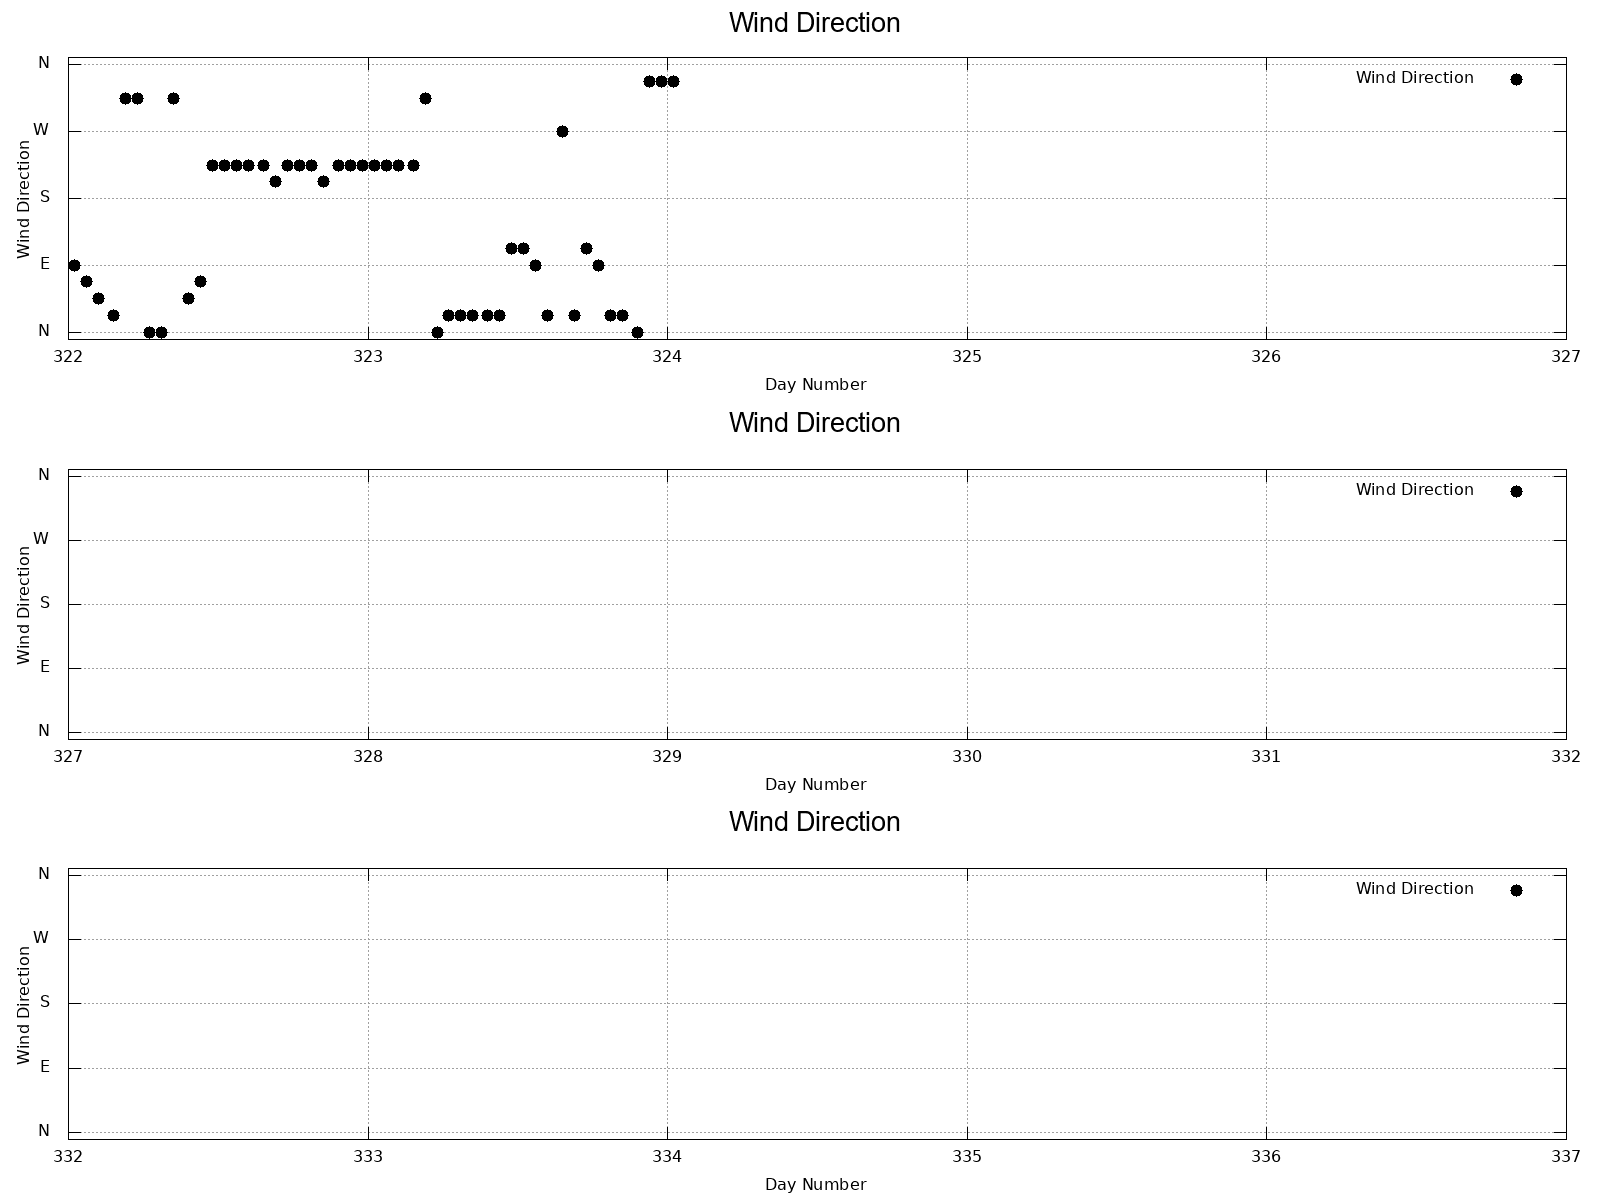 Wind Direction
N
Wind Direction
W
S
E
N
Wind Direction
322 323 324 325 326 327
Day Number
Wind Direction
N
Wind Direction
W
S
E
N
Wind Direction
327 328 329 330 331 332
Day Number
Wind Direction
N
Wind Direction
W
S
E
N
Wind Direction
332 333 334 335 336 337
Day Number